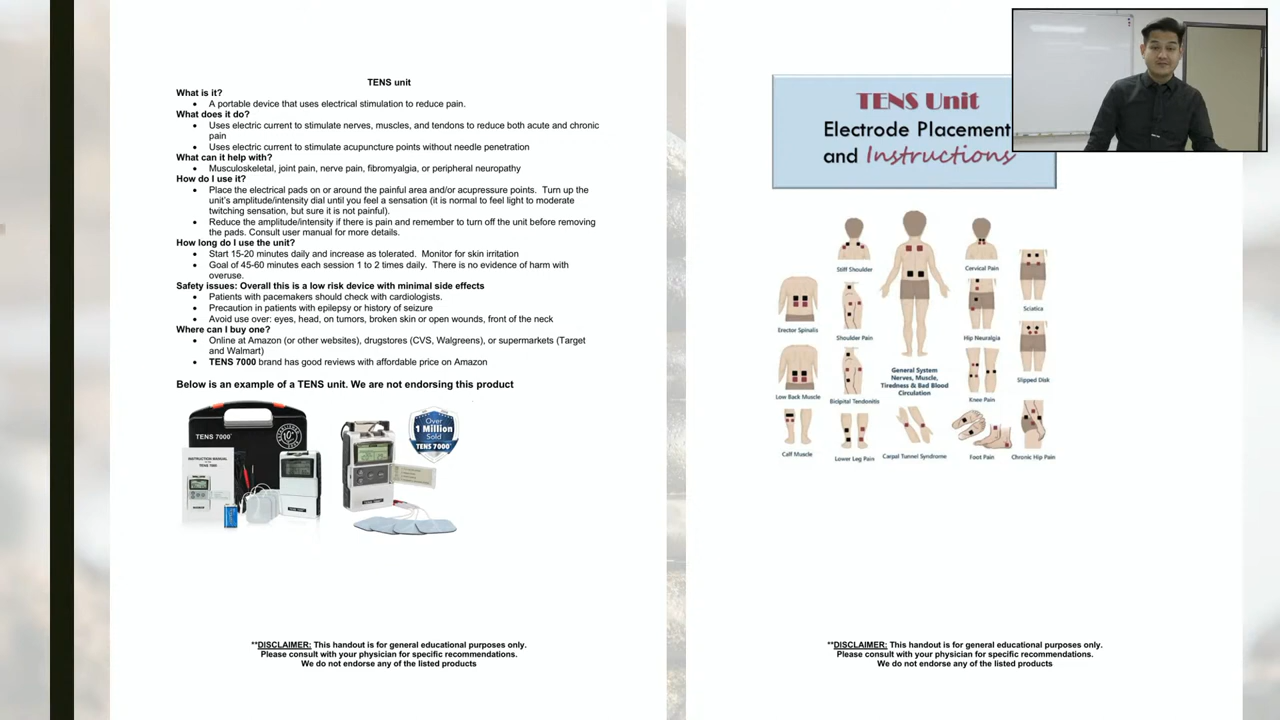 TENS unit
What is it?
• A portable device that uses electrical stimulation to reduce pain.
What does it do?
• Uses electric current to stimulate nerves, muscles, and tendons to reduce both acute and chronic
pain
• Uses electric current to stimulate acupuncture points without needle penetration
What can it help with?
• Musculoskeletal, joint pain, nerve pain, fibromyalgia, or peripheral neuropathy
How do I use it?
• Place the electrical pads on or around the painful area and/or acupressure points. Turn up the
unit's amplitude/intensity dial until you feel a sensation (it is normal to feel light to moderate
twitching sensation, but sure it is not painful).
• Reduce the amplitude/intensity if there is pain and remember to turn off the unit before removing
the pads. Consult user manual for more details.
How long do I use the unit?
• Start 15-20 minutes daily and increase as tolerated. Monitor for skin irritation
• Goal of 45-60 minutes each session 1 to 2 times daily. There is no evidence of harm with
overuse.
Safety issues: Overall this is a low risk device with minimal side effects
• Patients with pacemakers should check with cardiologists.
• Precaution in patients with epilepsy or history of seizure
• Avoid use over: eyes, head, on tumors, broken skin or open wounds, front of the neck
Where can I buy one?
• Online at Amazon (or other websites), drugstores (CVS, Walgreens), or supermarkets (Target
and Walmart)
• TENS 7000 brand has good reviews with affordable price on Amazon
Below is an example of a TENS unit. We are not endorsing this product
TENS 7000
INSTRUCTION MANUAL
Over
1 Million
Sold
TENS 7000
**DISCLAIMER: This handout is for general educational purposes only.
Please consult with your physician for specific recommendations.
We do not endorse any of the listed products
TENS Unit
Electrode Placement
and Instructions
Stiff Shoulder
Cervical Pain
Erector Spinalis
Shoulder Pain
Hip Neuralgia
Sciatica
General System
Nerves, Muscle,
Tiredness & Bad Blood
Circulation
Low Back Muscle
Bicipital Tendonitis
Knee Pain
Slipped Disk
Calf Muscle
Lower Leg Pain
Carpal Tunnel Syndrome
Foot Pain
Chronic Hip Pain
**DISCLAIMER: This handout is for general educational purposes only.
Please consult with your physician for specific recommendations.
We do not endorse any of the listed products